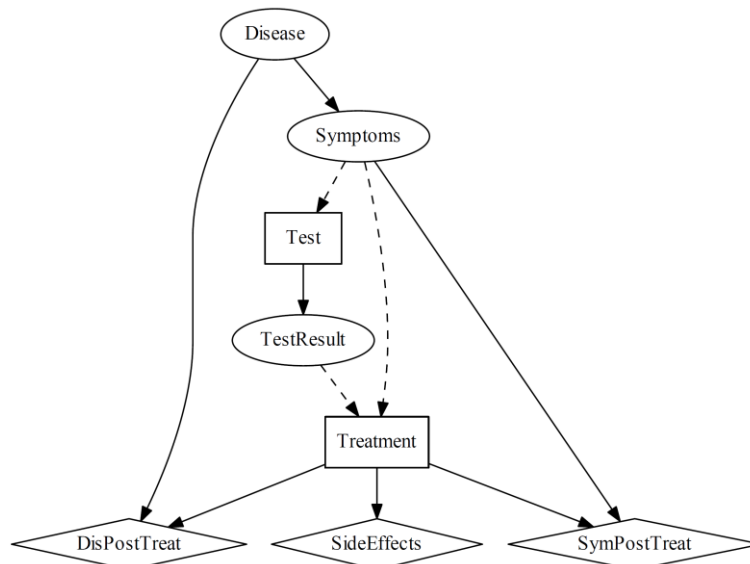 Disease
Symptoms
Test
TestResult
Treatment
DisPostTreat
SideEffects
SymPostTreat